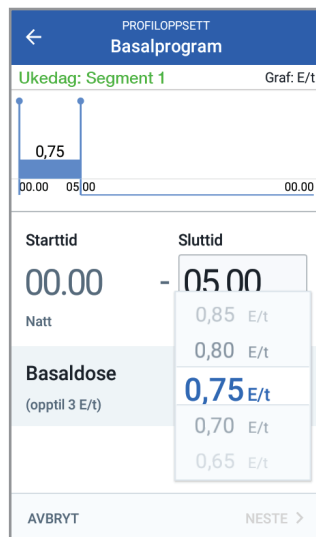 PROFILOPPSETT
Basalprogram
Ukedag: Segment 1 Graf: E/t
0,75
00.00 05.00 00.00
Starttid Sluttid
00.00 - 05.00
Natt
0,85 E/t
0,80 E/t
Basaldose
0,75 E/t
(opptil 3 E/t)
0,70 E/t
0,65 E/t
AVBRYT NESTE